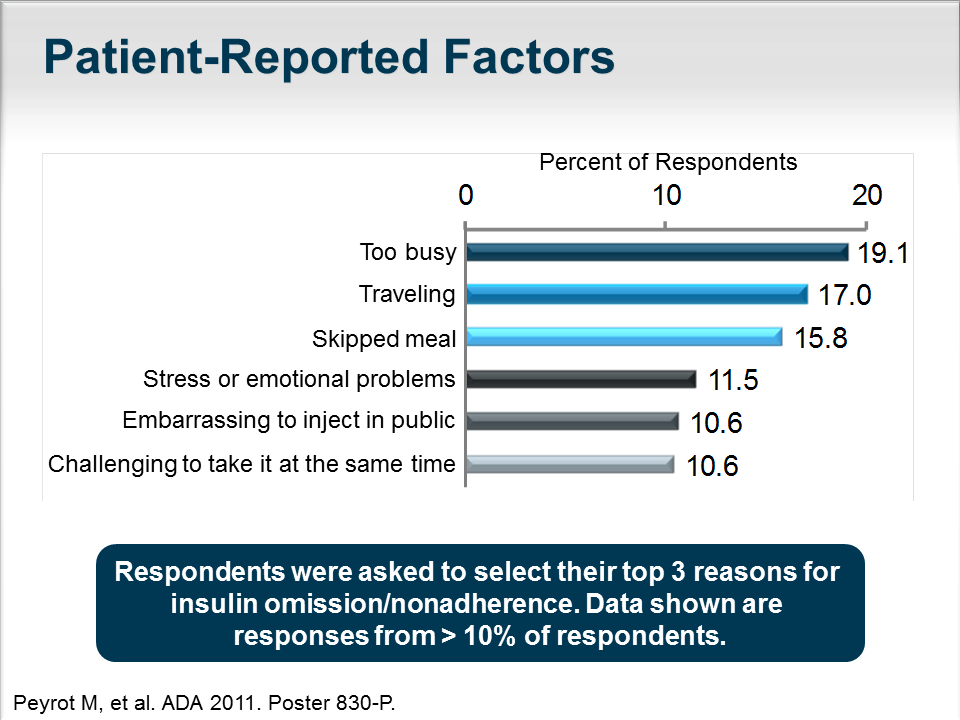 Patient-Reported Factors
Percent of Respondents
0 10 20
Too busy 19.1
Traveling 17.0
Skipped meal 15.8
Stress or emotional problems 11.5
Embarrassing to inject in public 10.6
Challenging to take it at the same time 10.6
Respondents were asked to select their top 3 reasons for
insulin omission/nonadherence. Data shown are
responses from > 10% of respondents.
Peyrot M, et al. ADA 2011. Poster 830-P.